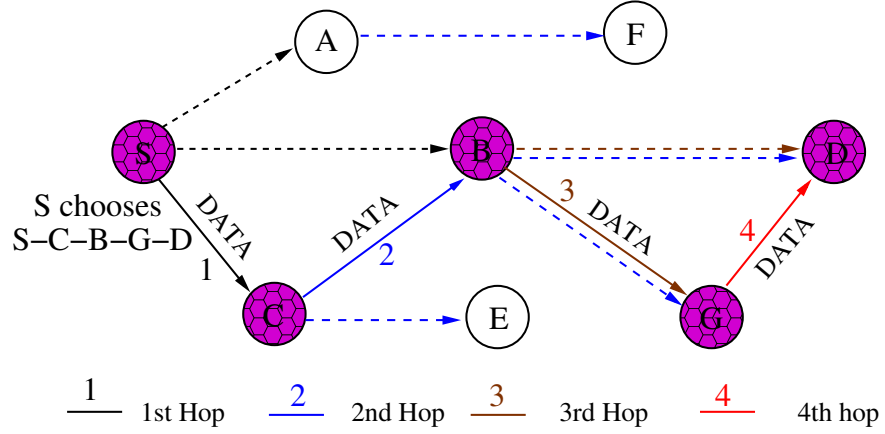 A
F
S
B
D
S chooses
S–C–B–G–D
DATA
1
DATA
2
3
DATA
4
DATA
C
E
G
1 1st Hop 2 2nd Hop 3 3rd Hop 4 4th hop